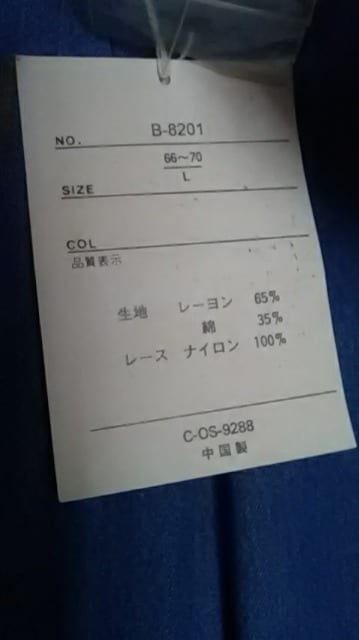 NO. B-8201
66〜70
L
SIZE
COL
品質表示
生地 レーヨン 65%
綿 35%
レース ナイロン 100%
C-OS-9288
中国製